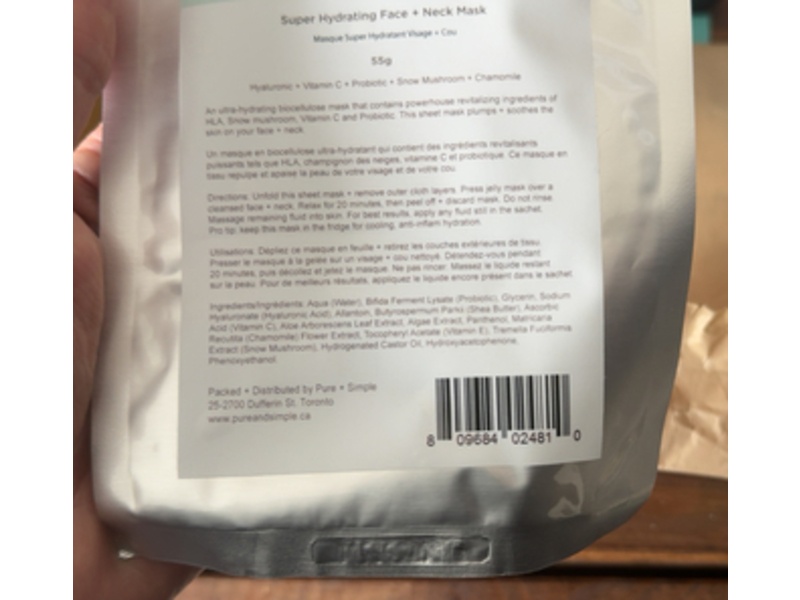 Super Hydrating Face + Neck Mask
Masque Super Hydratant Visage + Cou
55g
Hyaluronic + Vitamin C + Probiotic + Snow Mushroom + Chamomile
An ultra-hydrating biocellulose mask that contains powerhouse revitalizing ingredients of
HLA, Snow mushroom, Vitamin C and Probiotic. This sheet mask plumps + soothes the
skin on your face + neck.
Un masque en biocellulose ultra-hydratant qui contient des ingrédients revitalisants
puissants tels que HLA, champignon des neiges, vitamine C et probiotique. Ce masque en
tissu repulpe et apaise la peau de votre visage et de votre cou.
Directions: Unfold this sheet mask + remove outer cloth layers. Press jelly mask over a
cleansed face + neck. Relax for 20 minutes, then peel off + discard mask. Do not rinse.
Massage remaining fluid into skin. For best results, apply any fluid still in the sachet.
Pro tip: keep this mask in the fridge for cooling, anti-inflam hydration.
Utilisations: Dépliez ce masque en feuille + retirez les couches extérieures de tissu.
Presser le masque à la gelée sur un visage + cou nettoyé. Détendez-vous pendant
20 minutes, puis décollez et jetez le masque. Ne pas rincer. Massez le liquide restant
sur la peau. Pour de meilleurs résultats, appliquez le liquide encore présent dans le sachet
Ingredients/Ingrédients: Aqua (Water), Bifida Ferment Lysate (Probiotic), Glycerin, Sodium
Hyaluronate (Hyaluronic Acid), Allantoin, Butyrospermum Parkii (Shea Butter), Ascorbic
Acid (Vitamin C), Aloe Arborescens Leaf Extract, Algae Extract, Panthenol, Matricaria
Recutita (Chamomile) Flower Extract, Tocopheryl Acetate (Vitamin E), Tremella Fuciformis
Extract (Snow Mushroom), Hydrogenated Castor Oil, Hydroxyacetophenone,
Phenoxyethanol.
Packed + Distributed by Pure + Simple
25-2700 Dufferin St. Toronto
www.pureandsimple.ca
8 09684 02481 0